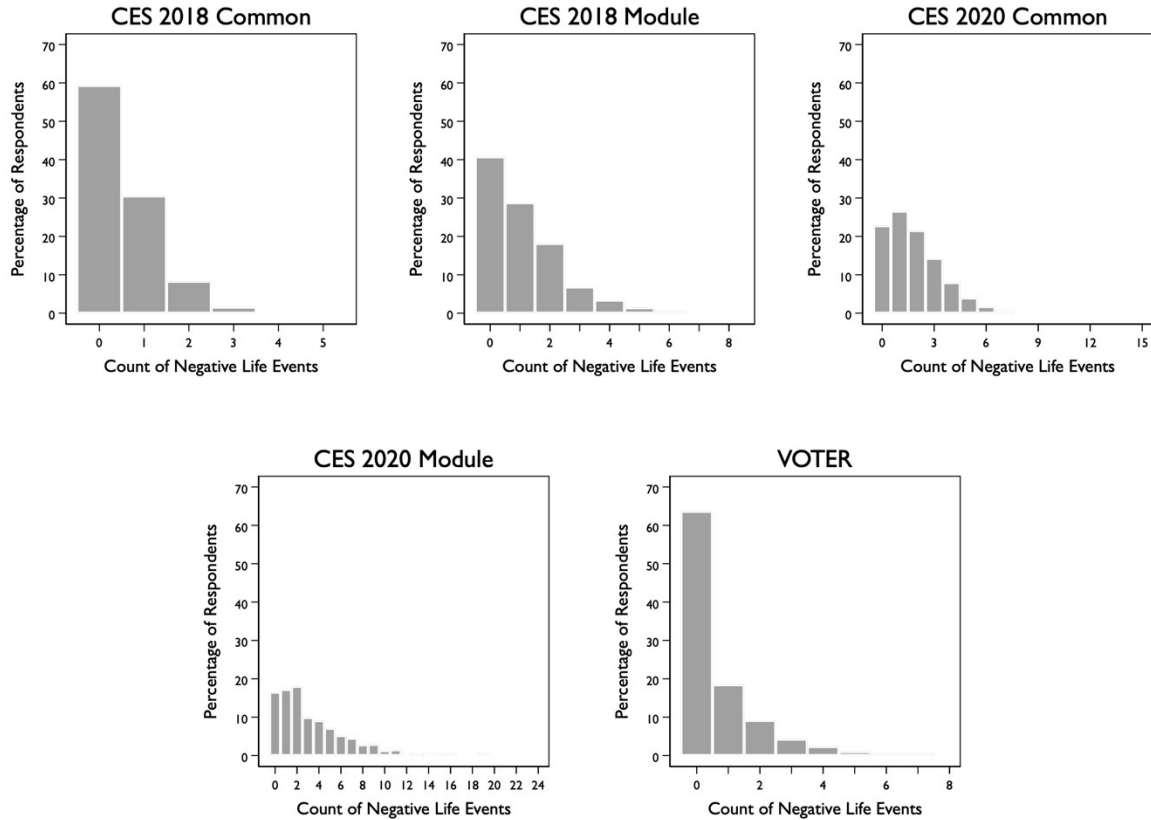 CES 2018 Common
CES 2018 Module
CES 2020 Common
Percentage of Respondents
70
60
50
40
30
20
10
0
0 1 2 3 4 5
Count of Negative Life Events
Percentage of Respondents
70
60
50
40
30
20
10
0
0 2 4 6 8
Count of Negative Life Events
Percentage of Respondents
70
60
50
40
30
20
10
0
0 3 6 9 12 15
Count of Negative Life Events
CES 2020 Module
VOTER
Percentage of Respondents
70
60
50
40
30
20
10
0
0 2 4 6 8 10 12 14 16 18 20 22 24
Count of Negative Life Events
Percentage of Respondents
70
60
50
40
30
20
10
0
0 2 4 6 8
Count of Negative Life Events